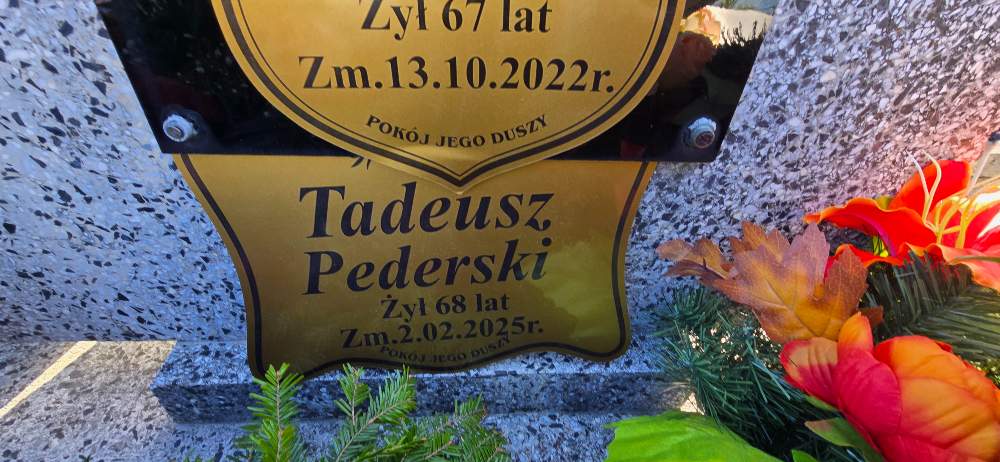 Żył 67 lat
Zm.13.10.2022r.
POKÓJ JEGO DUSZY
Tadeusz
Pederski
Żył 68 lat
Zm.2.02.2025r.
POKÓJ JEGO DUSZY